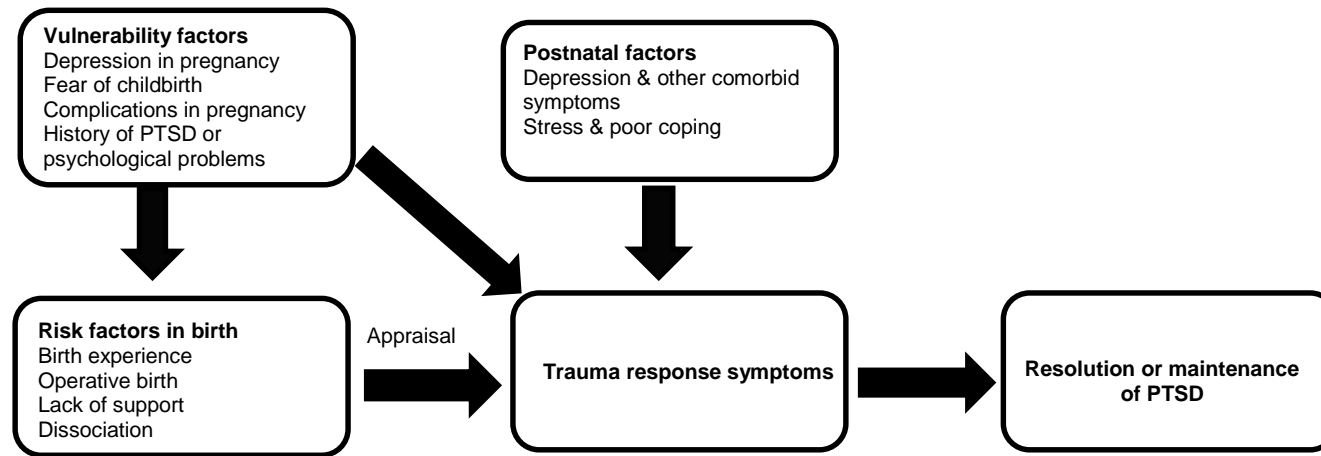 Vulnerability factors
Depression in pregnancy
Fear of childbirth
Complications in pregnancy
History of PTSD or
psychological problems
Postnatal factors
Depression & other comorbid
symptoms
Stress & poor coping
Risk factors in birth
Birth experience
Operative birth
Lack of support
Dissociation
Appraisal
Trauma response symptoms
Resolution or maintenance
of PTSD